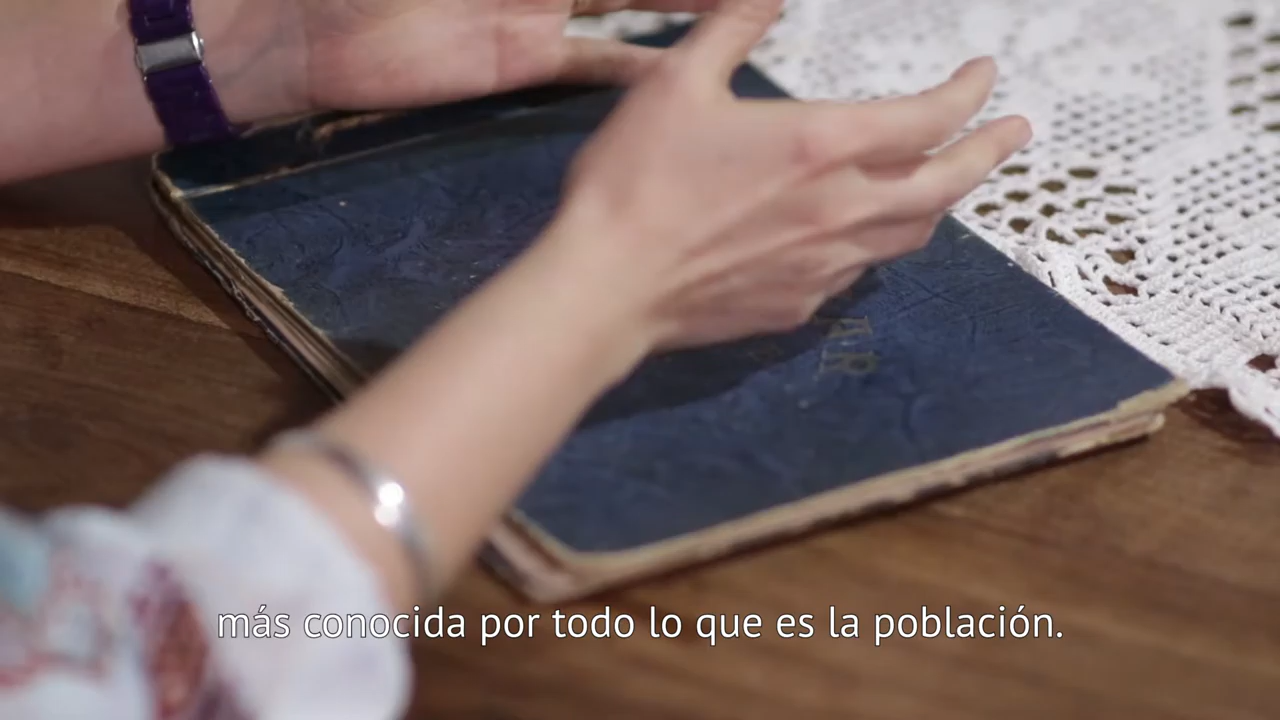 más conocida por todo lo que es la población.